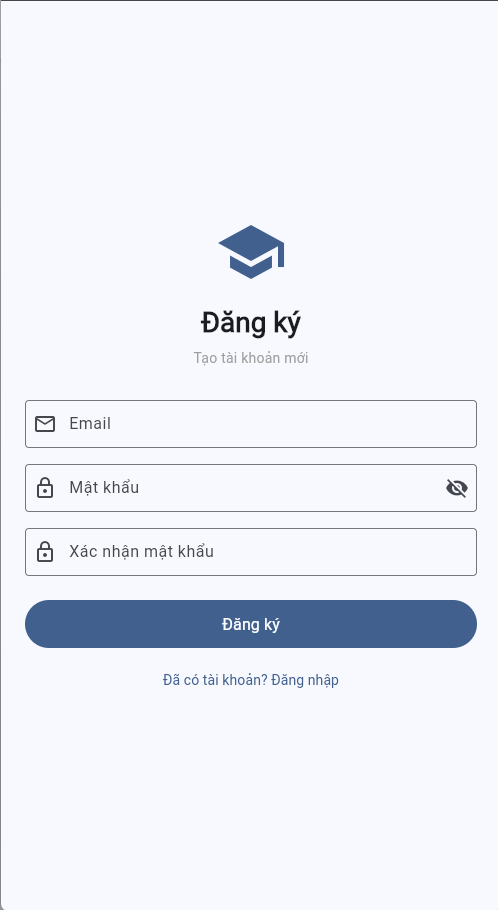 Đăng ký
Tạo tài khoản mới
Email
Mật khẩu
Xác nhận mật khẩu
Đăng ký
Đã có tài khoản? Đăng nhập